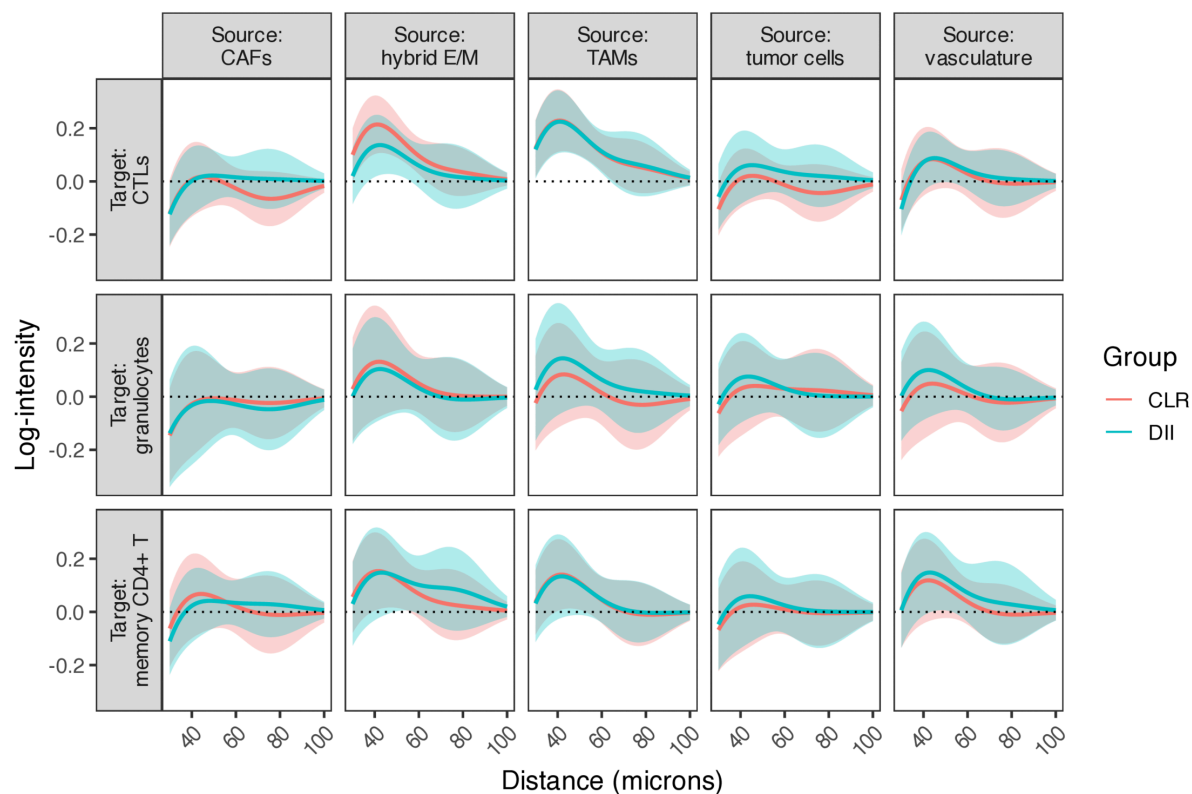 Source:
CAFs
Source:
hybrid E/M
Source:
TAMs
Source:
tumor cells
Source:
vasculature
Target:
CTLs
0.2
0.0
-0.2
Target:
granulocytes
0.2
0.0
-0.2
Target:
memory CD4+ T
0.2
0.0
-0.2
Log-intensity
40 60 80 100
40 60 80 100
40 60 80 100
40 60 80 100
40 60 80 100
Distance (microns)
Group
CLR
DII